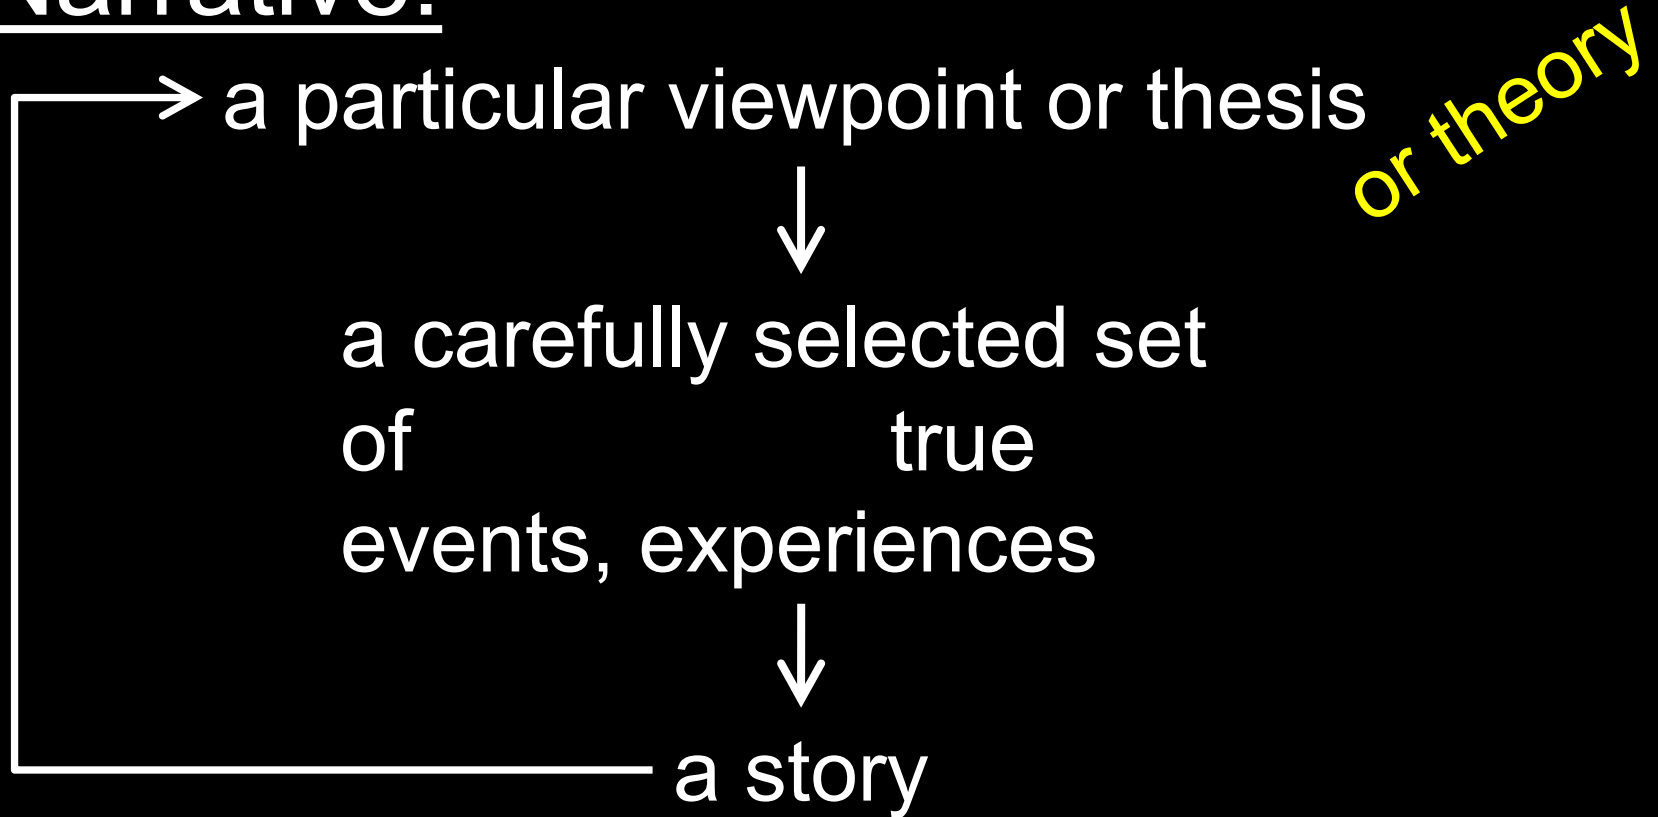 Narrative:
a particular viewpoint or thesis
or theory
a carefully selected set
of true
events, experiences
a story